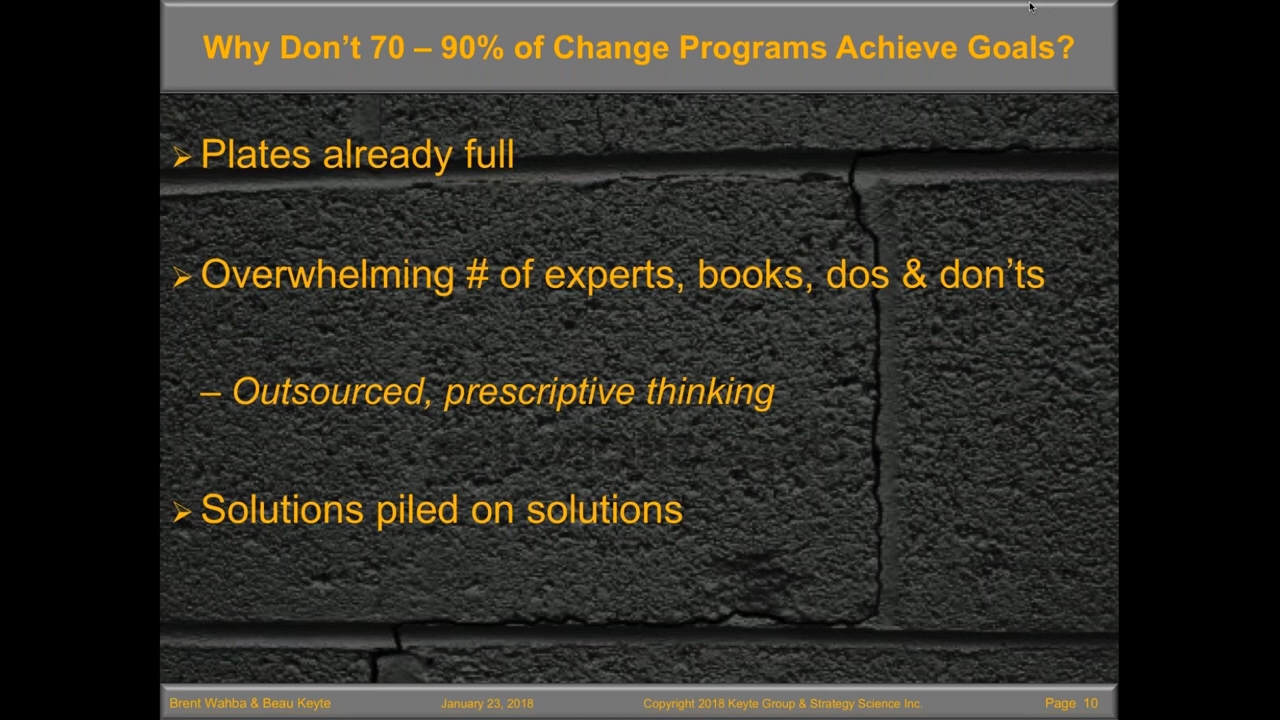 Why Don’t 70 – 90% of Change Programs Achieve Goals?
Plates already full
Overwhelming # of experts, books, dos & don’ts
– Outsourced, prescriptive thinking
Solutions piled on solutions
Brent Wahba & Beau Keyte January 23, 2018 Copyright 2018 Keyte Group & Strategy Science Inc. Page 10